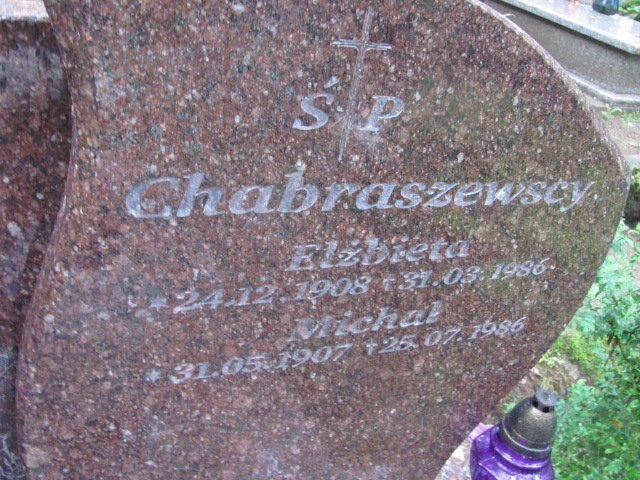 Ś P
Chabraszewscy
Elżbieta
* 24.12.1908 † 31.03.1986
Michał
* 31.05.1907 † 25.07.1986